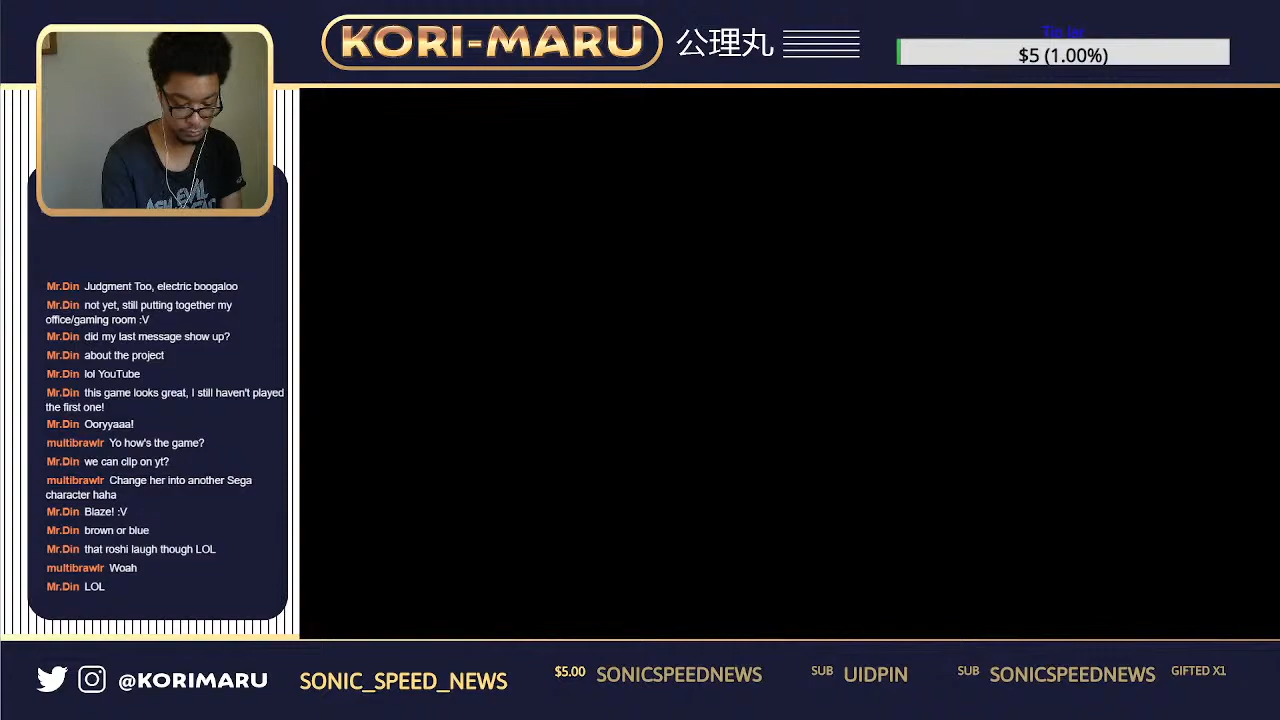 KORI-MARU 公理丸
Tip jar
$5 (1.00%)
Mr.Din Judgment Too, electric boogaloo
Mr.Din not yet, still putting together my
office/gaming room :V
Mr.Din did my last message show up?
Mr.Din about the project
Mr.Din lol YouTube
Mr.Din this game looks great, I still haven't played
the first one!
Mr.Din Ooryyaaa!
multibrawlr Yo how's the game?
Mr.Din we can clip on yt?
multibrawlr Change her into another Sega
character haha
Mr.Din Blaze! :V
Mr.Din brown or blue
Mr.Din that roshi laugh though LOL
multibrawlr Woah
Mr.Din LOL
@KORIMARU SONIC_SPEED_NEWS $5.00 SONICSPEEDNEWS SUB UIDPIN SUB SONICSPEEDNEWS GIFTED X1